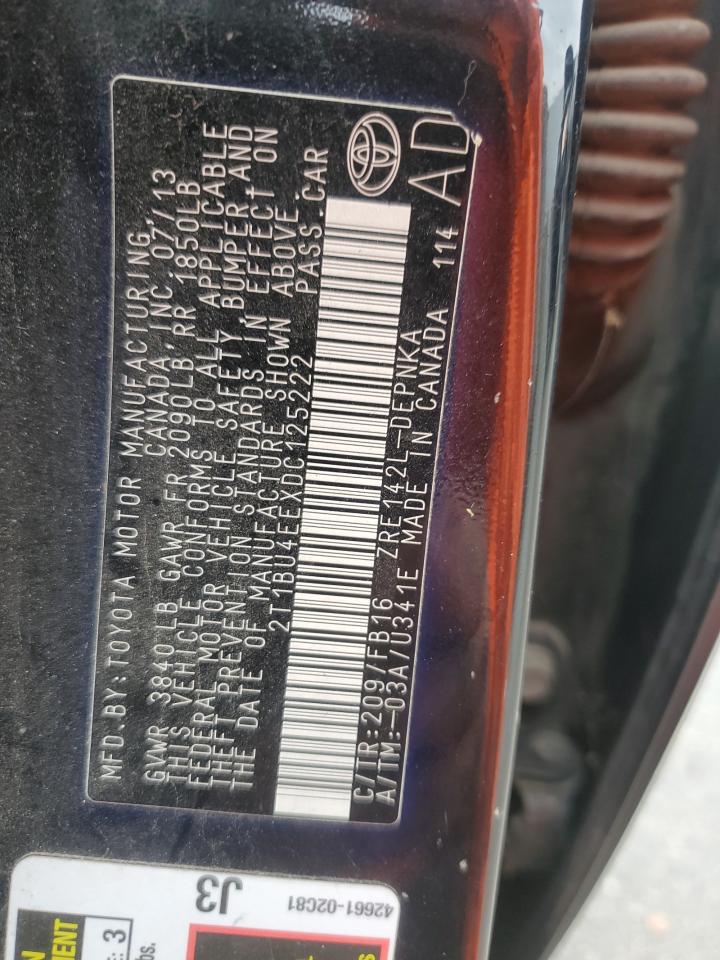 MFD.BY:TOYOTA MOTOR MANUFACTURING,
CANADA INC. 07/13
GVWR 3840LB GAWR FR 2090LB RR 1850LB
THIS VEHICLE CONFORMS TO ALL APPLICABLE
FEDERAL MOTOR VEHICLE SAFETY, BUMPER, AND
THEFT PREVENTION STANDARDS IN EFFECT ON
THE DATE OF MANUFACTURE SHOWN ABOVE.
2T1BU4EEXDC125222 PASS.CAR
C/TR:209/FB16 ZRE142L-DEPNKA
A/TM:-03A/U341E MADE IN CANADA 114 AD
J3
42661-02C81
3